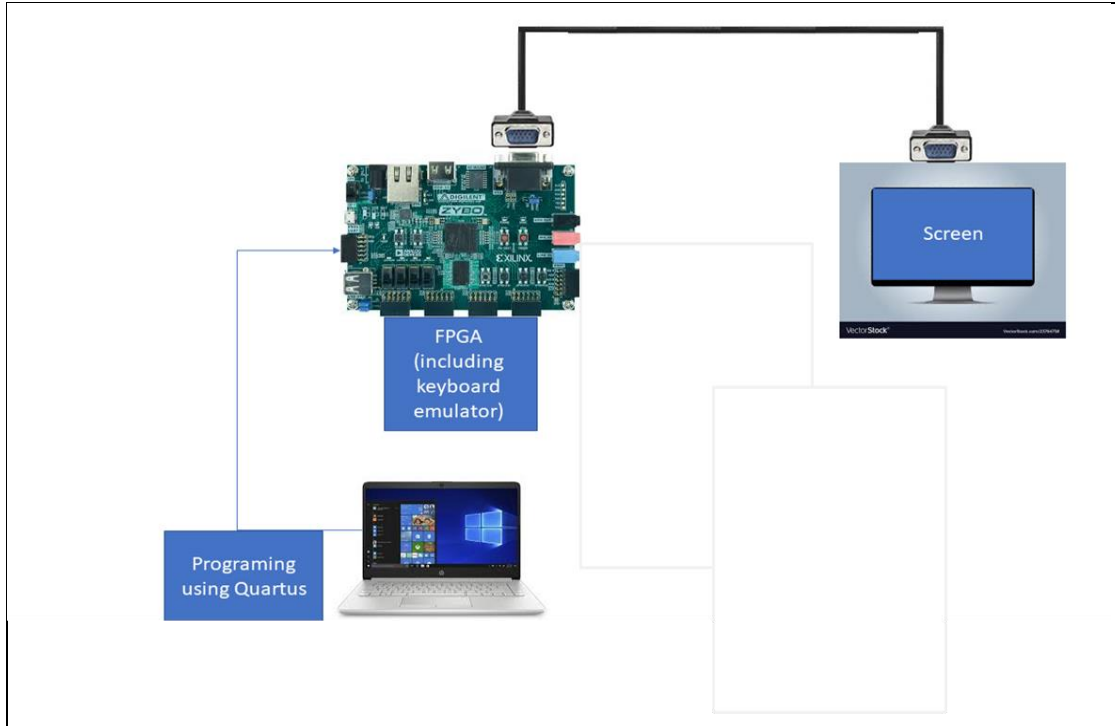 DIGILENT
ZYBO
XILINX
Screen
VectorStock®
FPGA
(including
keyboard
emulator)
Programing
using Quartus